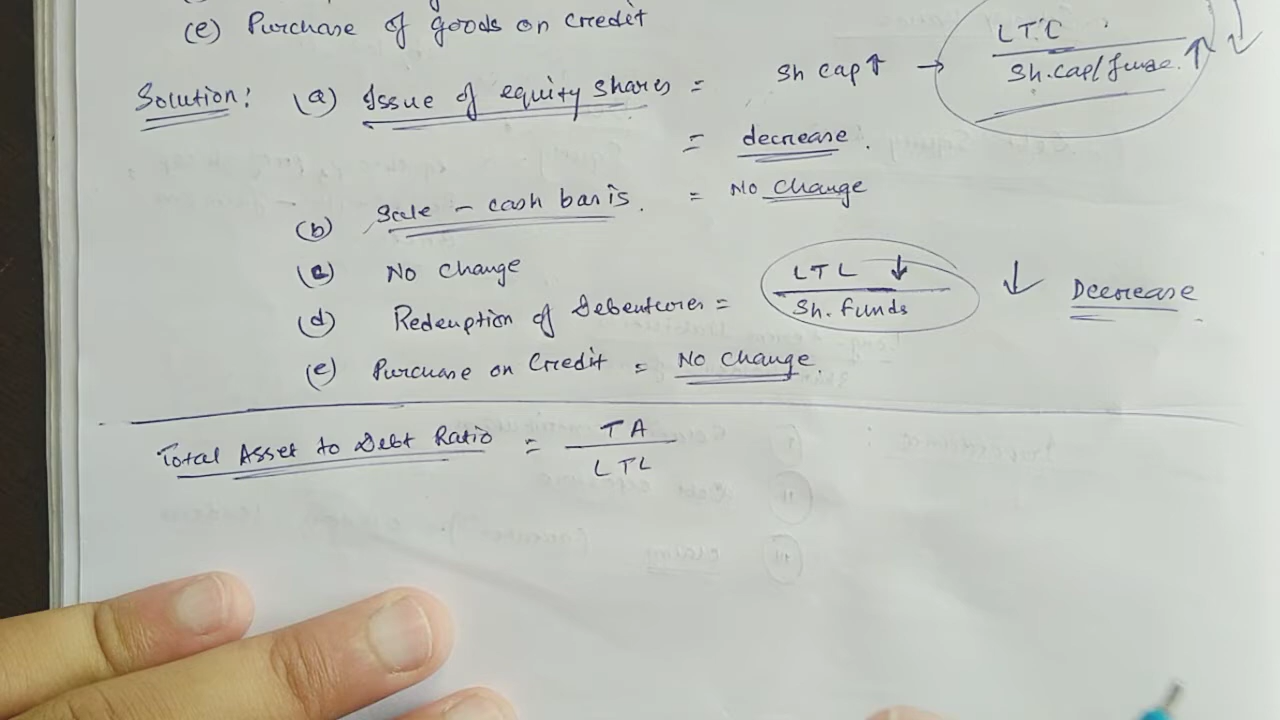 (e) Purchase of goods on credit
Solution: (a) Issue of equity shares = Sh cap↑ → LTL / Sh. cap/funds ↑ ↓
= decrease.
(b) Sale - cash basis. = No change
(c) No change
(d) Redemption of Debentures = LTL ↓ / Sh. funds ↓ Decrease
(e) Purchase on Credit = No change.
Total Asset to Debt Ratio = TA / LTL